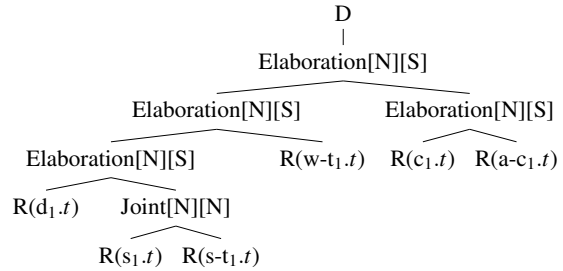 D
Elaboration[N][S]
Elaboration[N][S] Elaboration[N][S]
Elaboration[N][S] R(w-t₁.t) R(c₁.t) R(a-c₁.t)
R(d₁.t) Joint[N][N]
R(s₁.t) R(s-t₁.t)